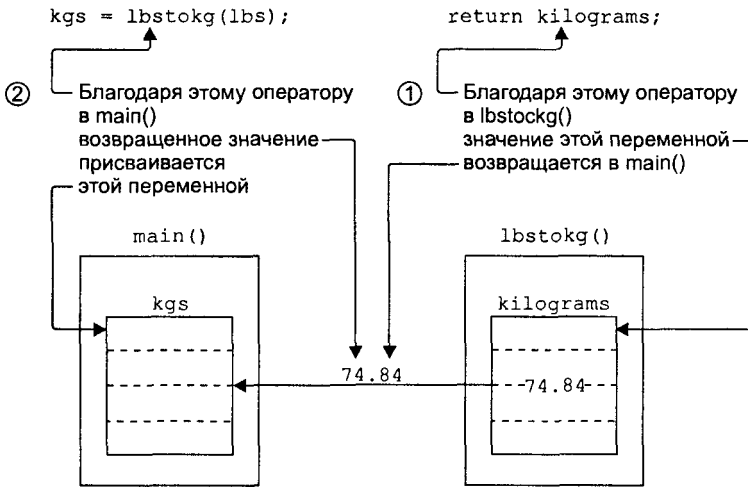 kgs = lbstokg(lbs);
return kilograms;
② Благодаря этому оператору
в main()
возвращенное значение
присваивается
этой переменной
① Благодаря этому оператору
в lbstockg()
значение этой переменной
возвращается в main()
main()
kgs
lbstokg()
kilograms
74.84
74.84